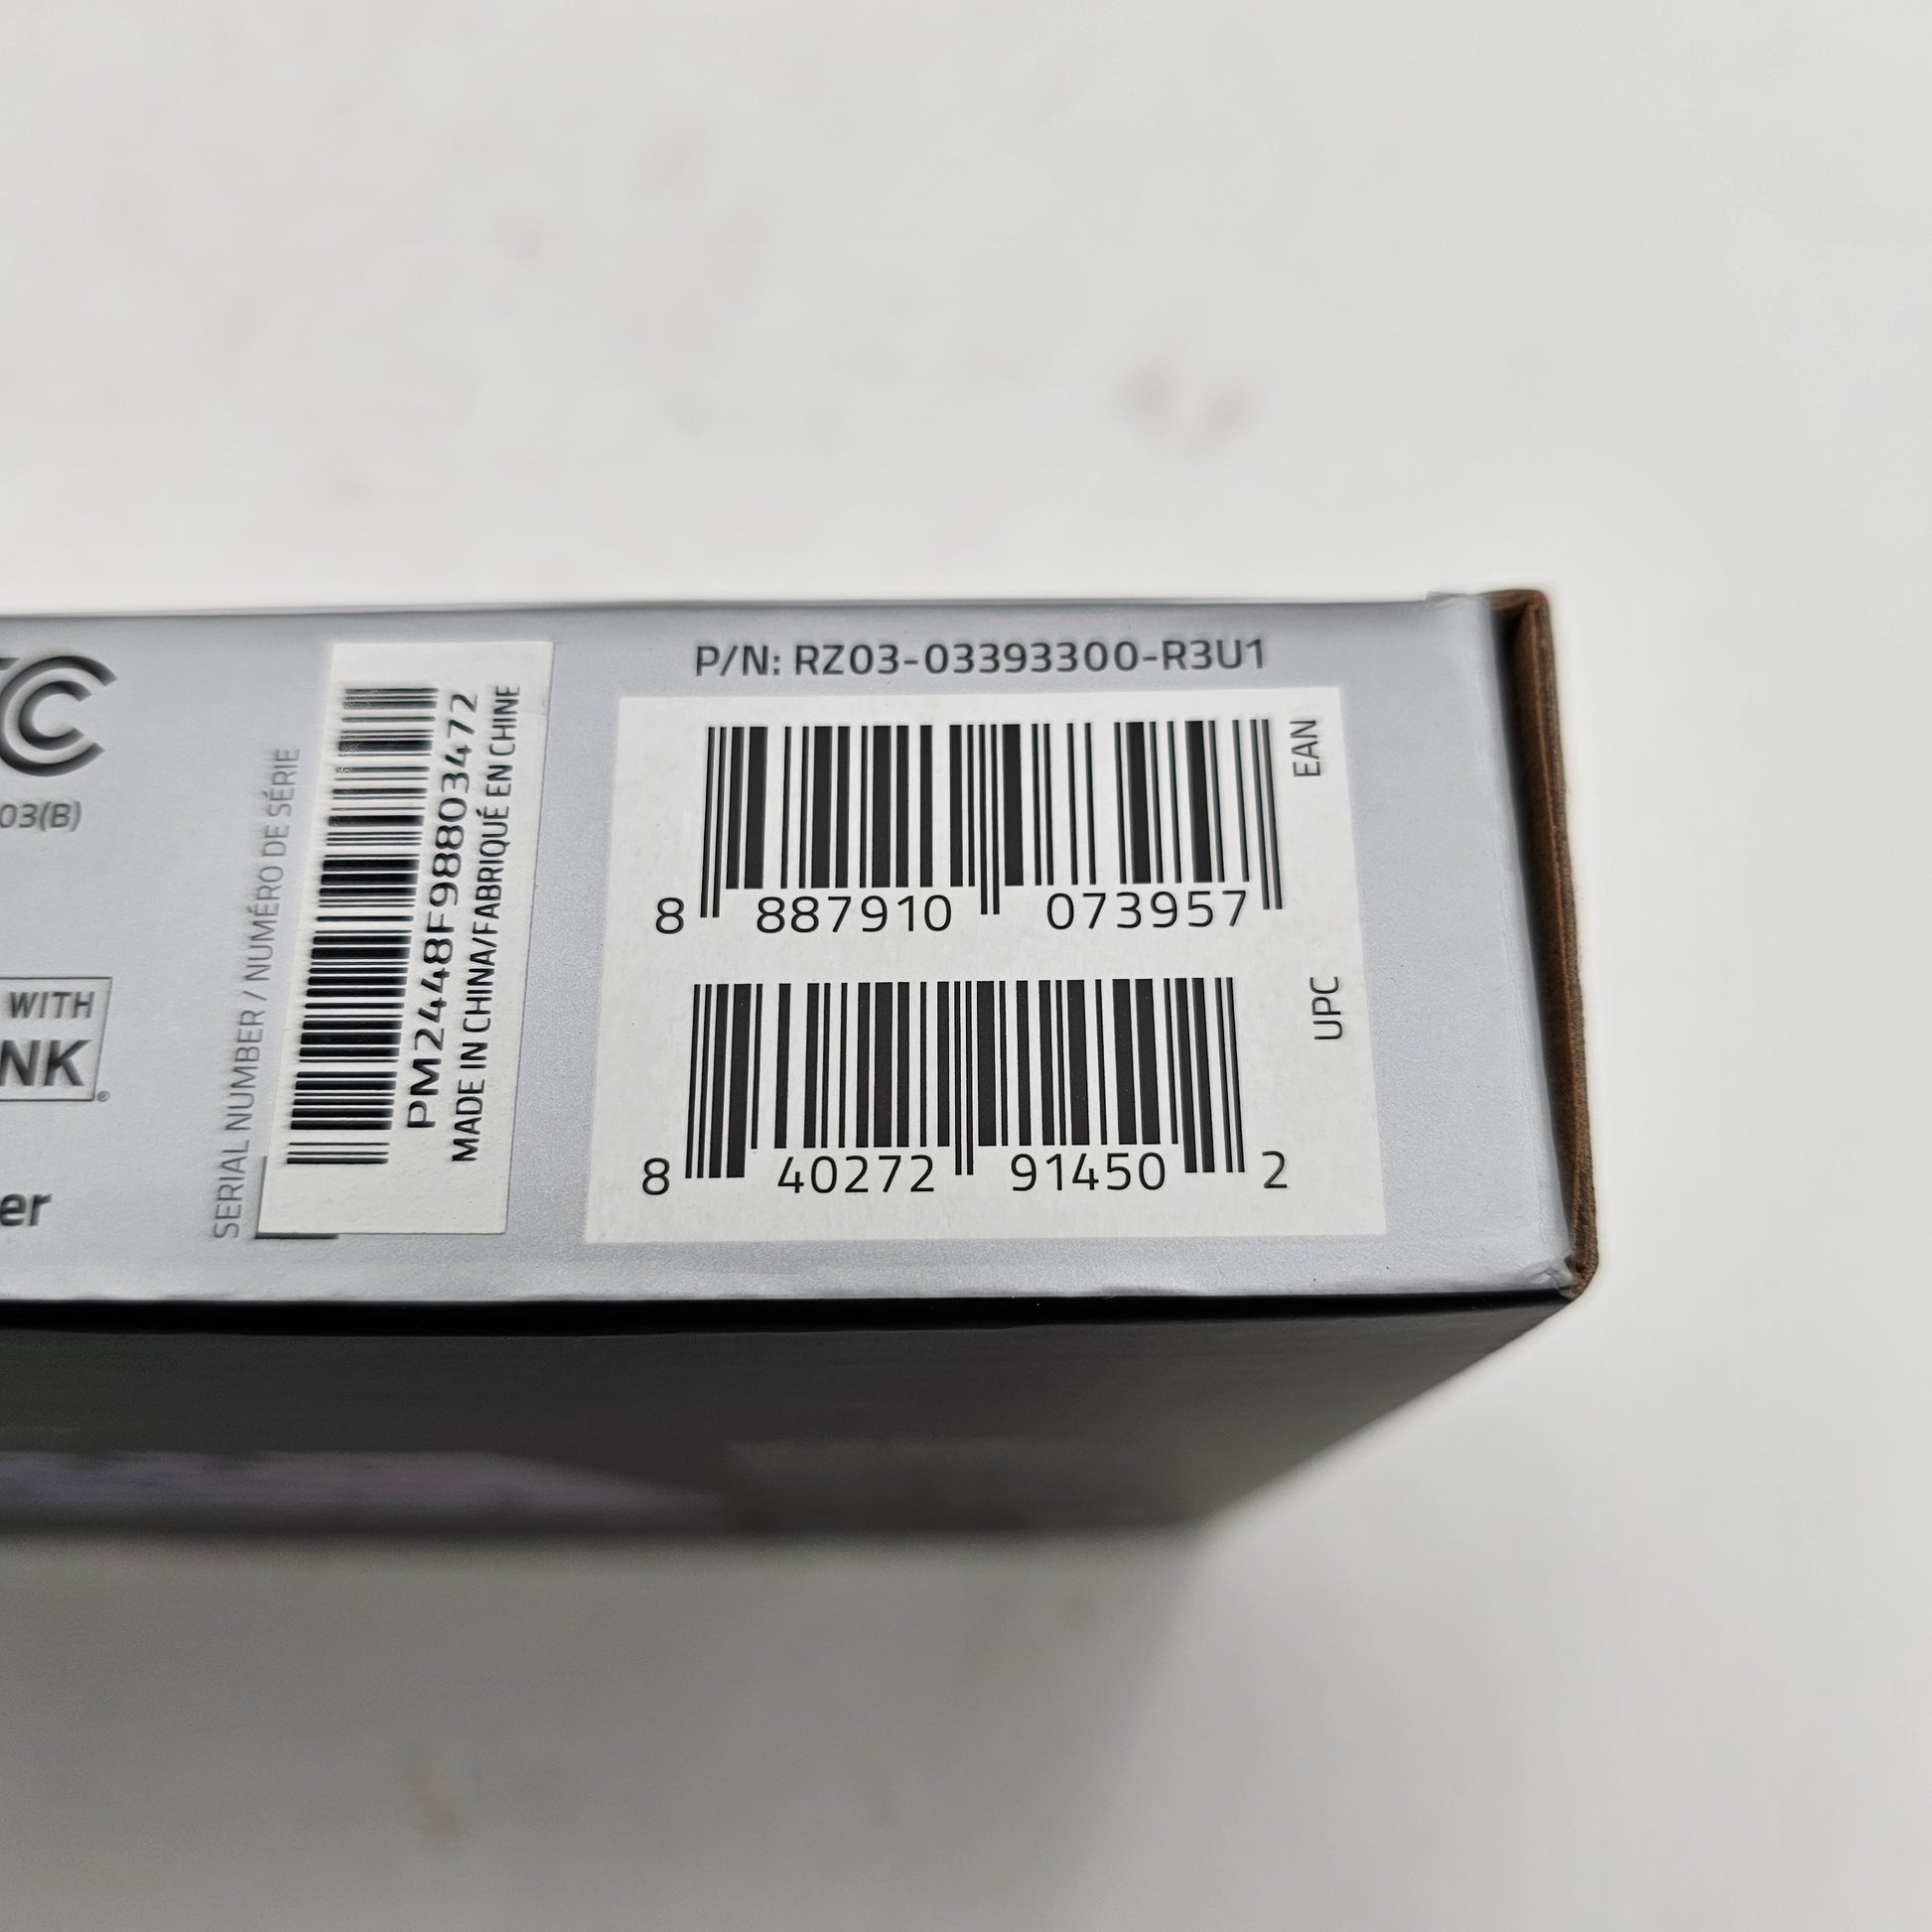 C
03(B)
WITH
NK
®
er
SERIAL NUMBER / NUMÉRO DE SÉRIE
PM2448F98803472
MADE IN CHINA/FABRIQUÉ EN CHINE
P/N: RZ03-03393300-R3U1
8 887910 073957
EAN
8 40272 91450 2
UPC